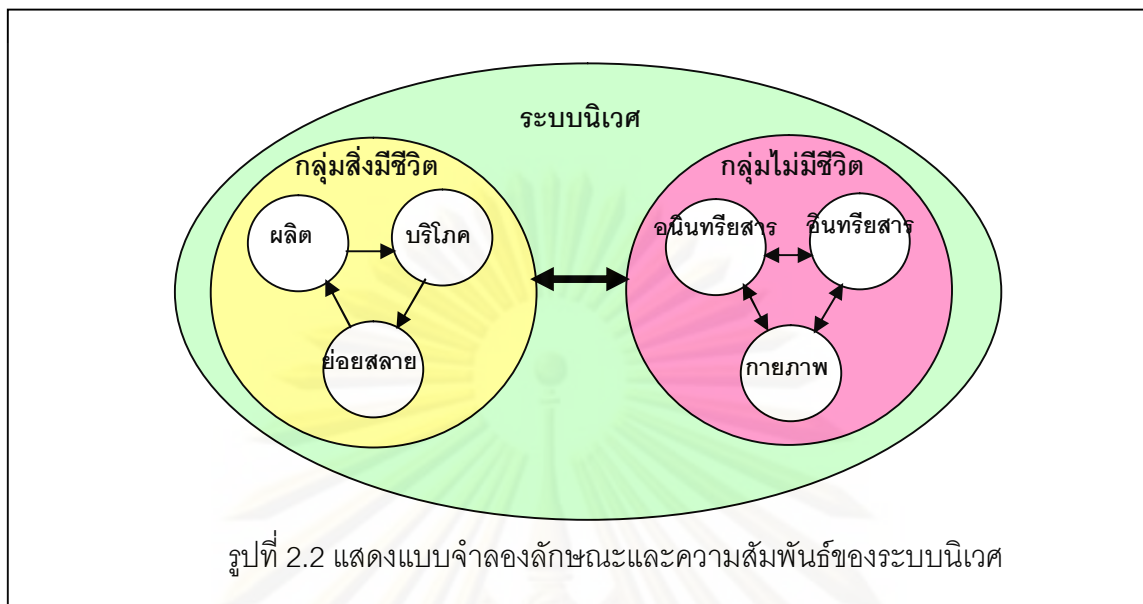 ระบบนิเวศ
กลุ่มสิ่งมีชีวิต
ผลิต
บริโภค
ย่อยสลาย
กลุ่มไม่มีชีวิต
อนินทรียสาร
อินทรียสาร
กายภาพ
รูปที่ 2.2 แสดงแบบจำลองลักษณะและความสัมพันธ์ของระบบนิเวศ